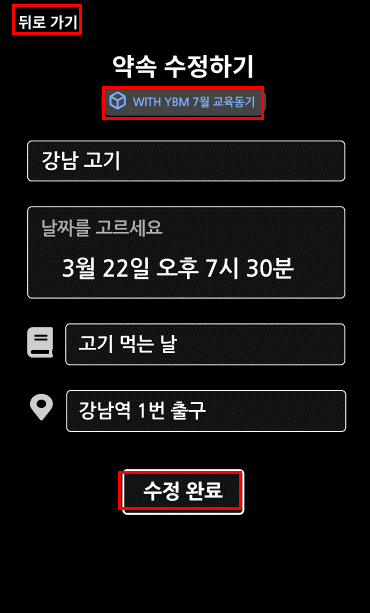 뒤로 가기
약속 수정하기
WITH YBM 7월 교육동기
강남 고기
날짜를 고르세요
3월 22일 오후 7시 30분
고기 먹는 날
강남역 1번 출구
수정 완료